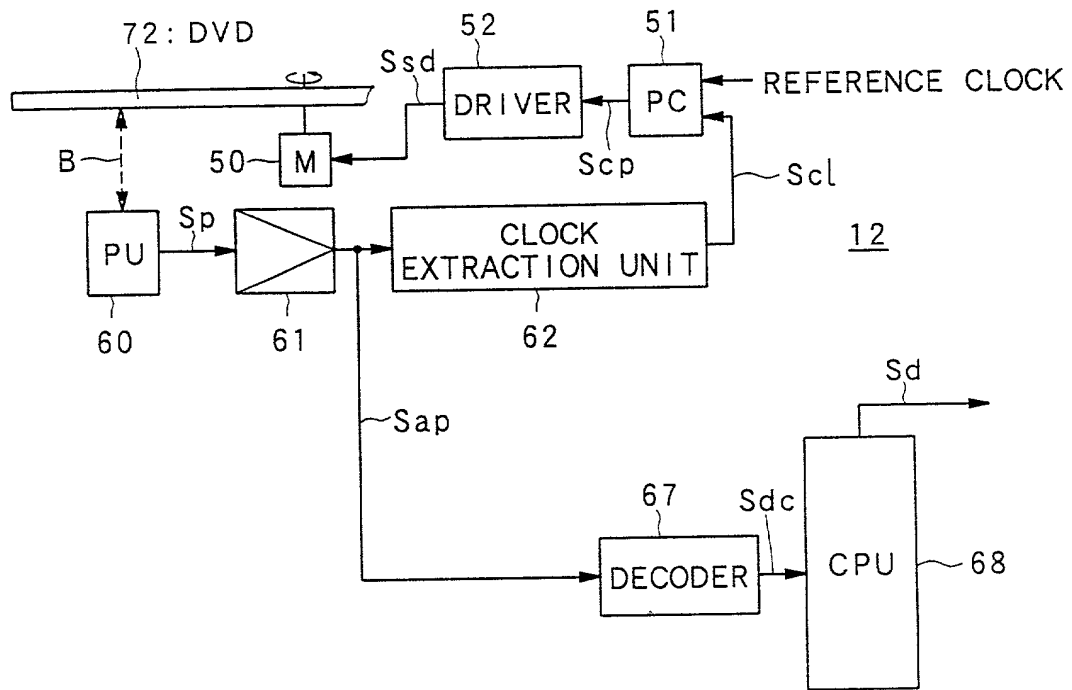 72: DVD
52
51
Ssd
DRIVER
PC
REFERENCE CLOCK
B
50
M
Scp
Scl
Sp
PU
CLOCK
EXTRACTION UNIT
12
60
61
62
Sap
Sd
67
Sdc
DECODER
CPU
68